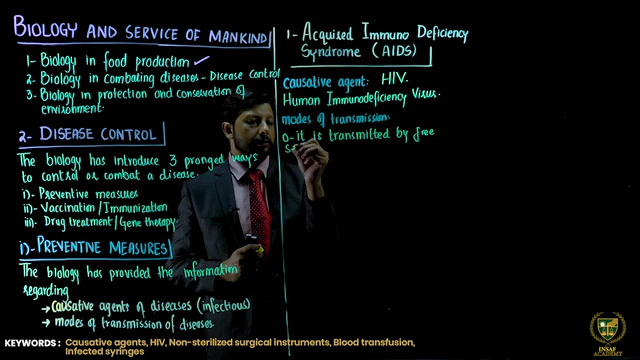 BIOLOGY AND SERVICE OF MANKIND
1- Biology in food production ✓
2- Biology in combating diseases - Disease Control
3- Biology in protection and conservation of
environment.
2- DISEASE CONTROL
The biology has introduce 3 pronged ways
to control or combat a disease.
i)- Preventive measures
ii)- Vaccination/Immunization
iii)- Drug treatment/Gene therapy
i)- PREVENTIVE MEASURES
The biology has provided the information
regarding
→ Causative agents of diseases (infectious)
→ modes of transmission of diseases
1- ACQUIRED IMMUNO DEFICIENCY
SYNDROME (AIDS)
Causative agent: HIV.
Human Immunodeficiency Virus.
modes of transmission:
o- it is transmitted by free
KEYWORDS : Causative agents, HIV, Non-sterilized surgical instruments, Blood transfusion,
Infected syringes
INSAF
ACADEMY